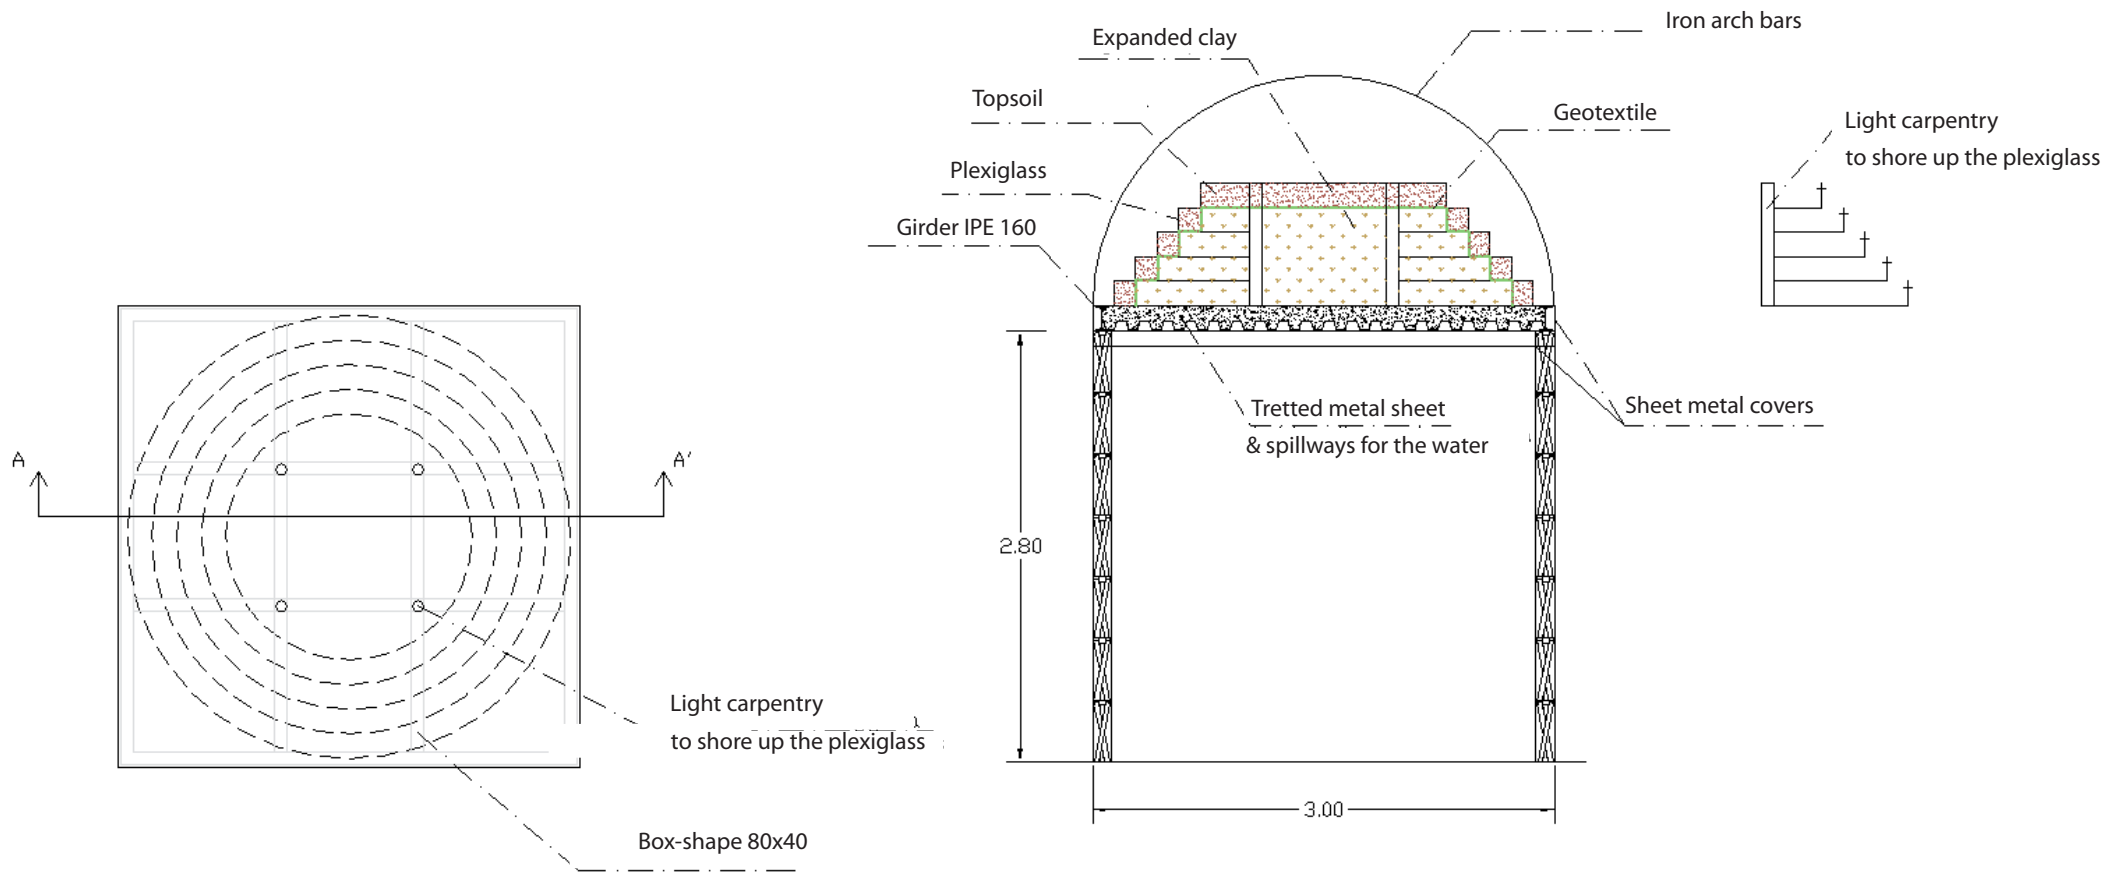 Iron arch bars
Expanded clay
Topsoil
Geotextile
Light carpentry
to shore up the plexiglass
Plexiglass
Girder IPE 160
Tretted metal sheet
& spillways for the water
Sheet metal covers
A
A'
2.80
Light carpentry
to shore up the plexiglass
3.00
Box-shape 80x40